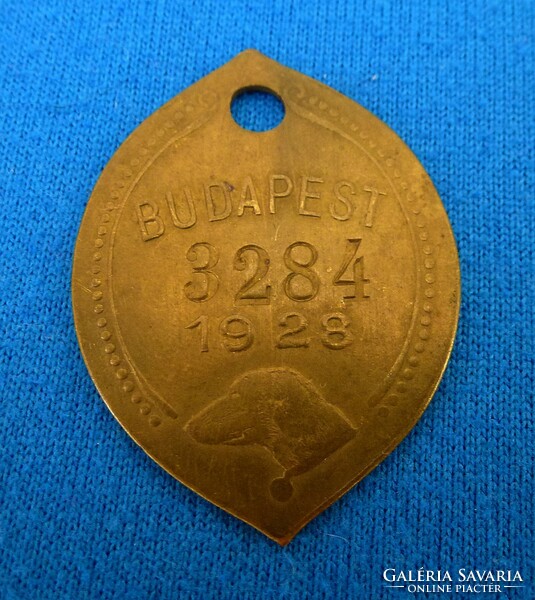 BUDAPEST
3284
1928
GALÉRIA SAVARIA
ONLINE PIACTÉR